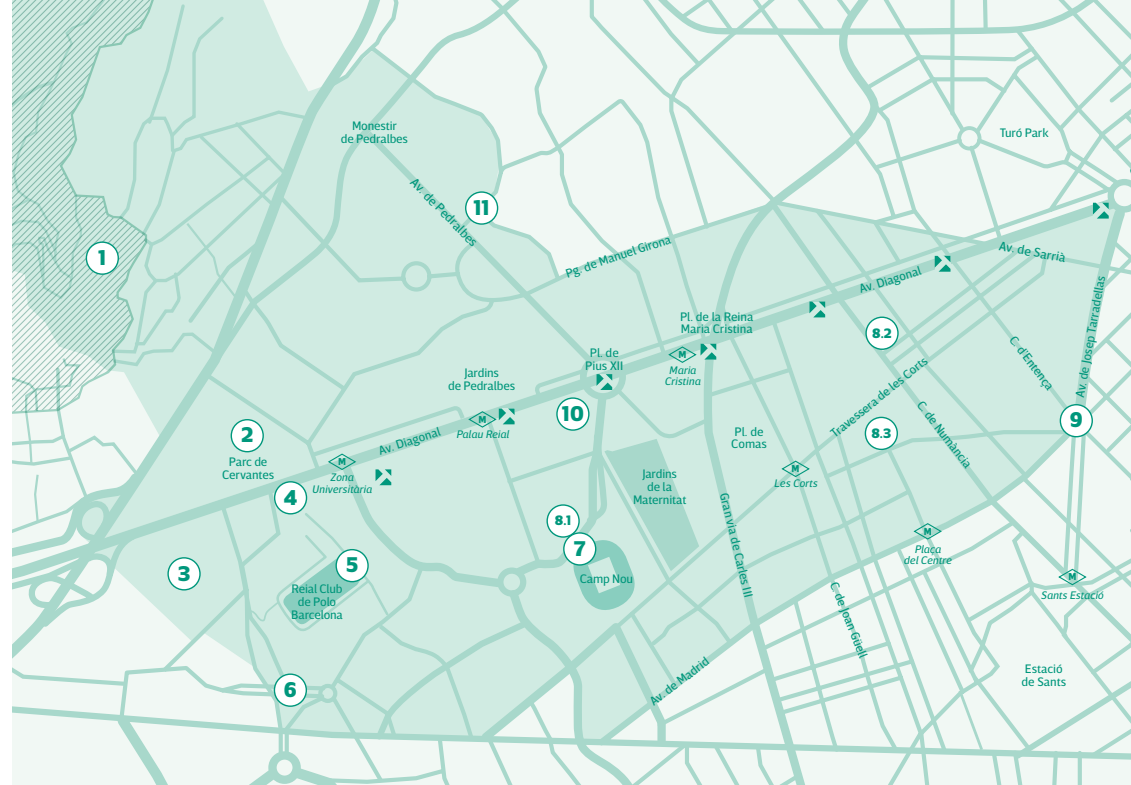 Monestir
de Pedralbes
Turó Park
Av. de Pedralbes
11
1
Pg. de Manuel Girona
Av. de Sarrià
Av. Diagonal
Av. de Josep Tarradellas
Pl. de la Reina
Maria Cristina
8.2
C. d'Entença
M
Maria
Cristina
Pl. de
Pius XII
Jardins
de Pedralbes
M
Palau Reial
10
Travessera de les Corts
C. de Numància
9
8.3
Pl. de
Comas
2
Parc de
Cervantes
Av. Diagonal
M
Zona
Universitària
M
Les Corts
Jardins
de la
Maternitat
4
Gran via de Carles III
8.1
7
M
Plaça
del Centre
5
3
Reial Club
de Polo
Barcelona
Camp Nou
M
Sants Estació
C. de Joan Güell
6
Av. de Madrid
Estació
de Sants